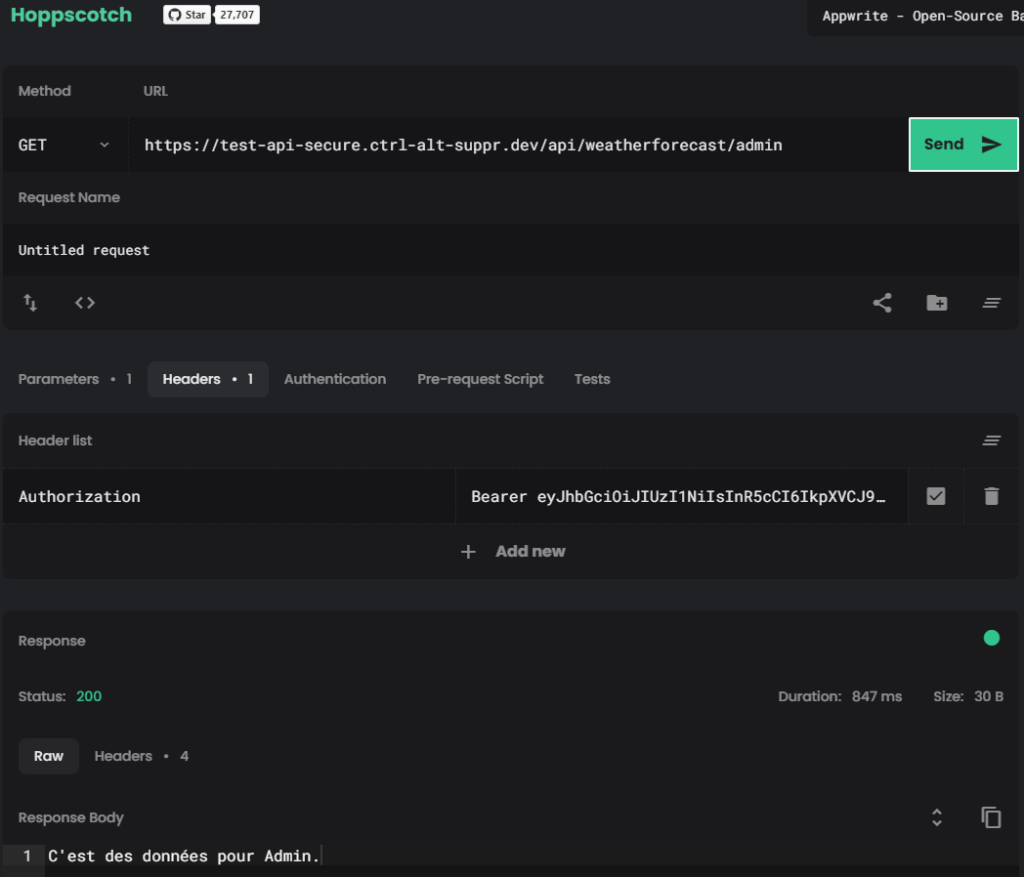 Hoppscotch Star 27,707 Appwrite - Open-Source Ba
Method URL
GET https://test-api-secure.ctrl-alt-suppr.dev/api/weatherforecast/admin Send
Request Name
Untitled request
Parameters • 1 Headers • 1 Authentication Pre-request Script Tests
Header list
Authorization Bearer eyJhbGciOiJIUzI1NiIsInR5cCI6IkpXVCJ9…
+ Add new
Response
Status: 200 Duration: 847 ms Size: 30 B
Raw Headers • 4
Response Body
1 C'est des données pour Admin.